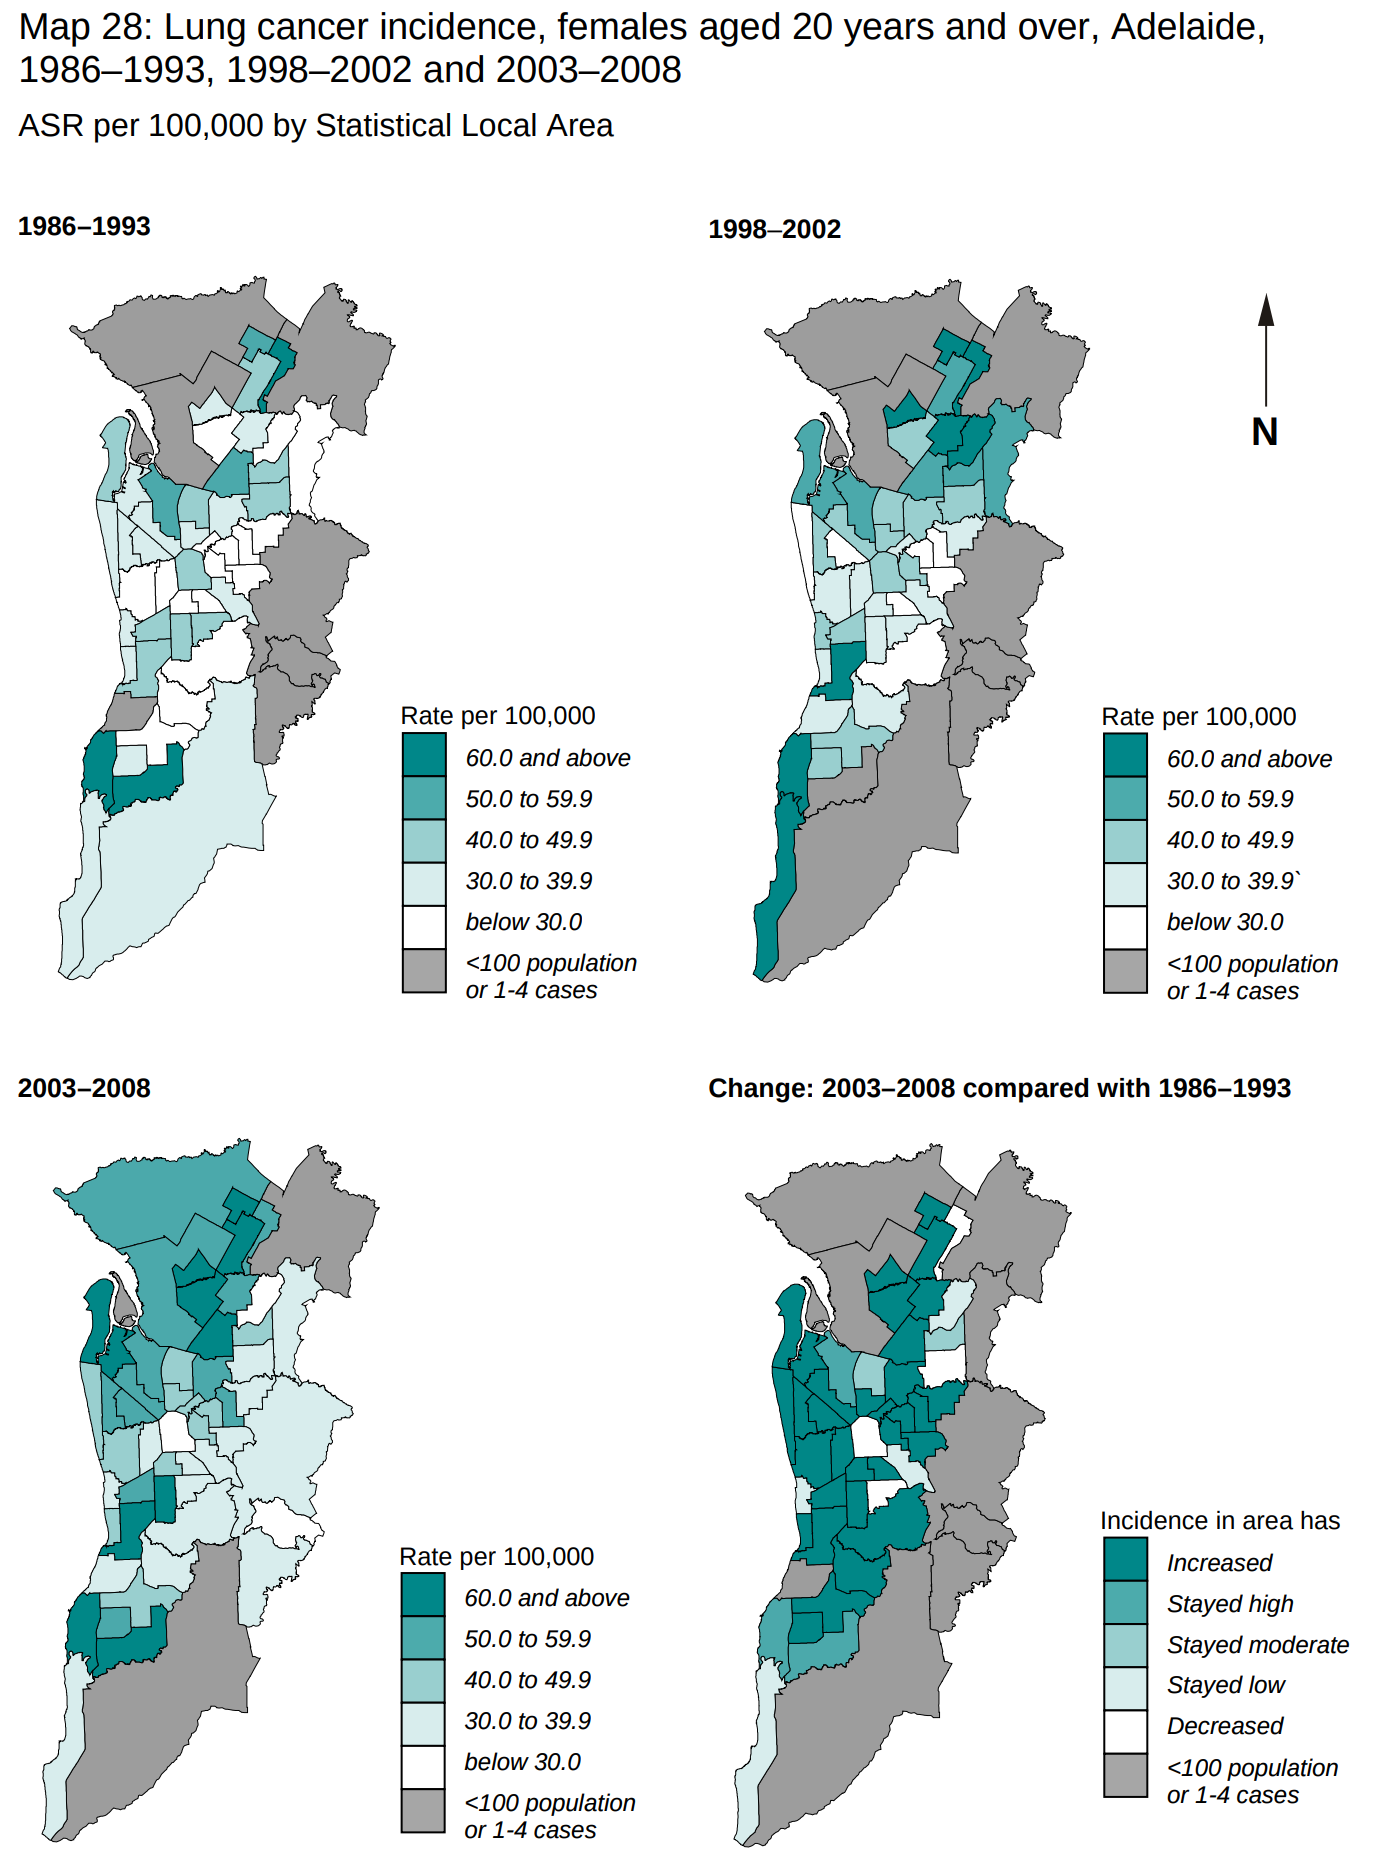 Map 28: Lung cancer incidence, females aged 20 years and over, Adelaide,
1986–1993, 1998–2002 and 2003–2008
ASR per 100,000 by Statistical Local Area
1986–1993
1998–2002
N
Rate per 100,000
60.0 and above
50.0 to 59.9
40.0 to 49.9
30.0 to 39.9
below 30.0
<100 population
or 1-4 cases
Rate per 100,000
60.0 and above
50.0 to 59.9
40.0 to 49.9
30.0 to 39.9`
below 30.0
<100 population
or 1-4 cases
2003–2008
Change: 2003–2008 compared with 1986–1993
Rate per 100,000
60.0 and above
50.0 to 59.9
40.0 to 49.9
30.0 to 39.9
below 30.0
<100 population
or 1-4 cases
Incidence in area has
Increased
Stayed high
Stayed moderate
Stayed low
Decreased
<100 population
or 1-4 cases